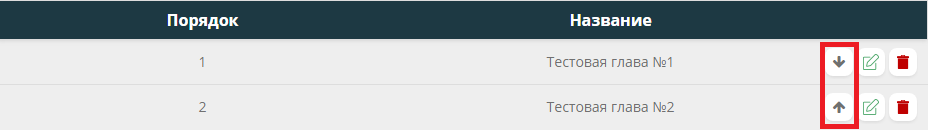 Порядок Название
1 Тестовая глава №1
2 Тестовая глава №2